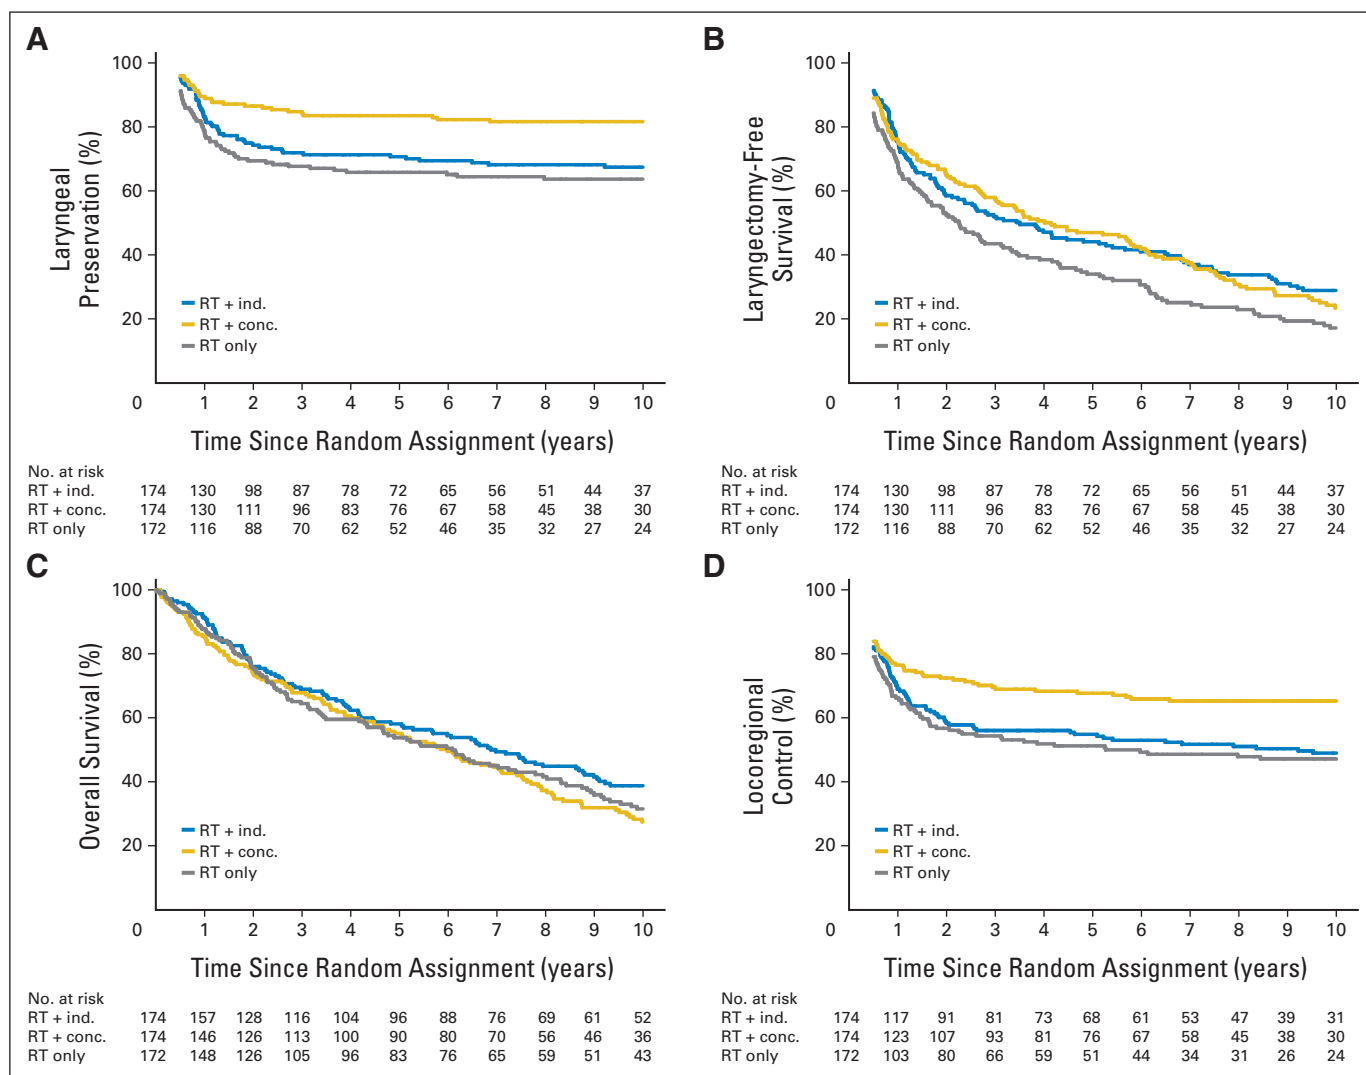 A
100
80
60
40
20
Laryngeal
Preservation (%)
RT + ind.
RT + conc.
RT only
0 1 2 3 4 5 6 7 8 9 10
Time Since Random Assignment (years)
No. at risk
RT + ind. 174 130 98 87 78 72 65 56 51 44 37
RT + conc. 174 130 111 96 83 76 67 58 45 38 30
RT only 172 116 88 70 62 52 46 35 32 27 24
B
100
80
60
40
20
Laryngectomy-Free
Survival (%)
RT + ind.
RT + conc.
RT only
0 1 2 3 4 5 6 7 8 9 10
Time Since Random Assignment (years)
No. at risk
RT + ind. 174 130 98 87 78 72 65 56 51 44 37
RT + conc. 174 130 111 96 83 76 67 58 45 38 30
RT only 172 116 88 70 62 52 46 35 32 27 24
C
100
80
60
40
20
Overall Survival (%)
RT + ind.
RT + conc.
RT only
0 1 2 3 4 5 6 7 8 9 10
Time Since Random Assignment (years)
No. at risk
RT + ind. 174 157 128 116 104 96 88 76 69 61 52
RT + conc. 174 146 126 113 100 90 80 70 56 46 36
RT only 172 148 126 105 96 83 76 65 59 51 43
D
100
80
60
40
20
Locoregional
Control (%)
RT + ind.
RT + conc.
RT only
0 1 2 3 4 5 6 7 8 9 10
Time Since Random Assignment (years)
No. at risk
RT + ind. 174 117 91 81 73 68 61 53 47 39 31
RT + conc. 174 123 107 93 81 76 67 58 45 38 30
RT only 172 103 80 66 59 51 44 34 31 26 24